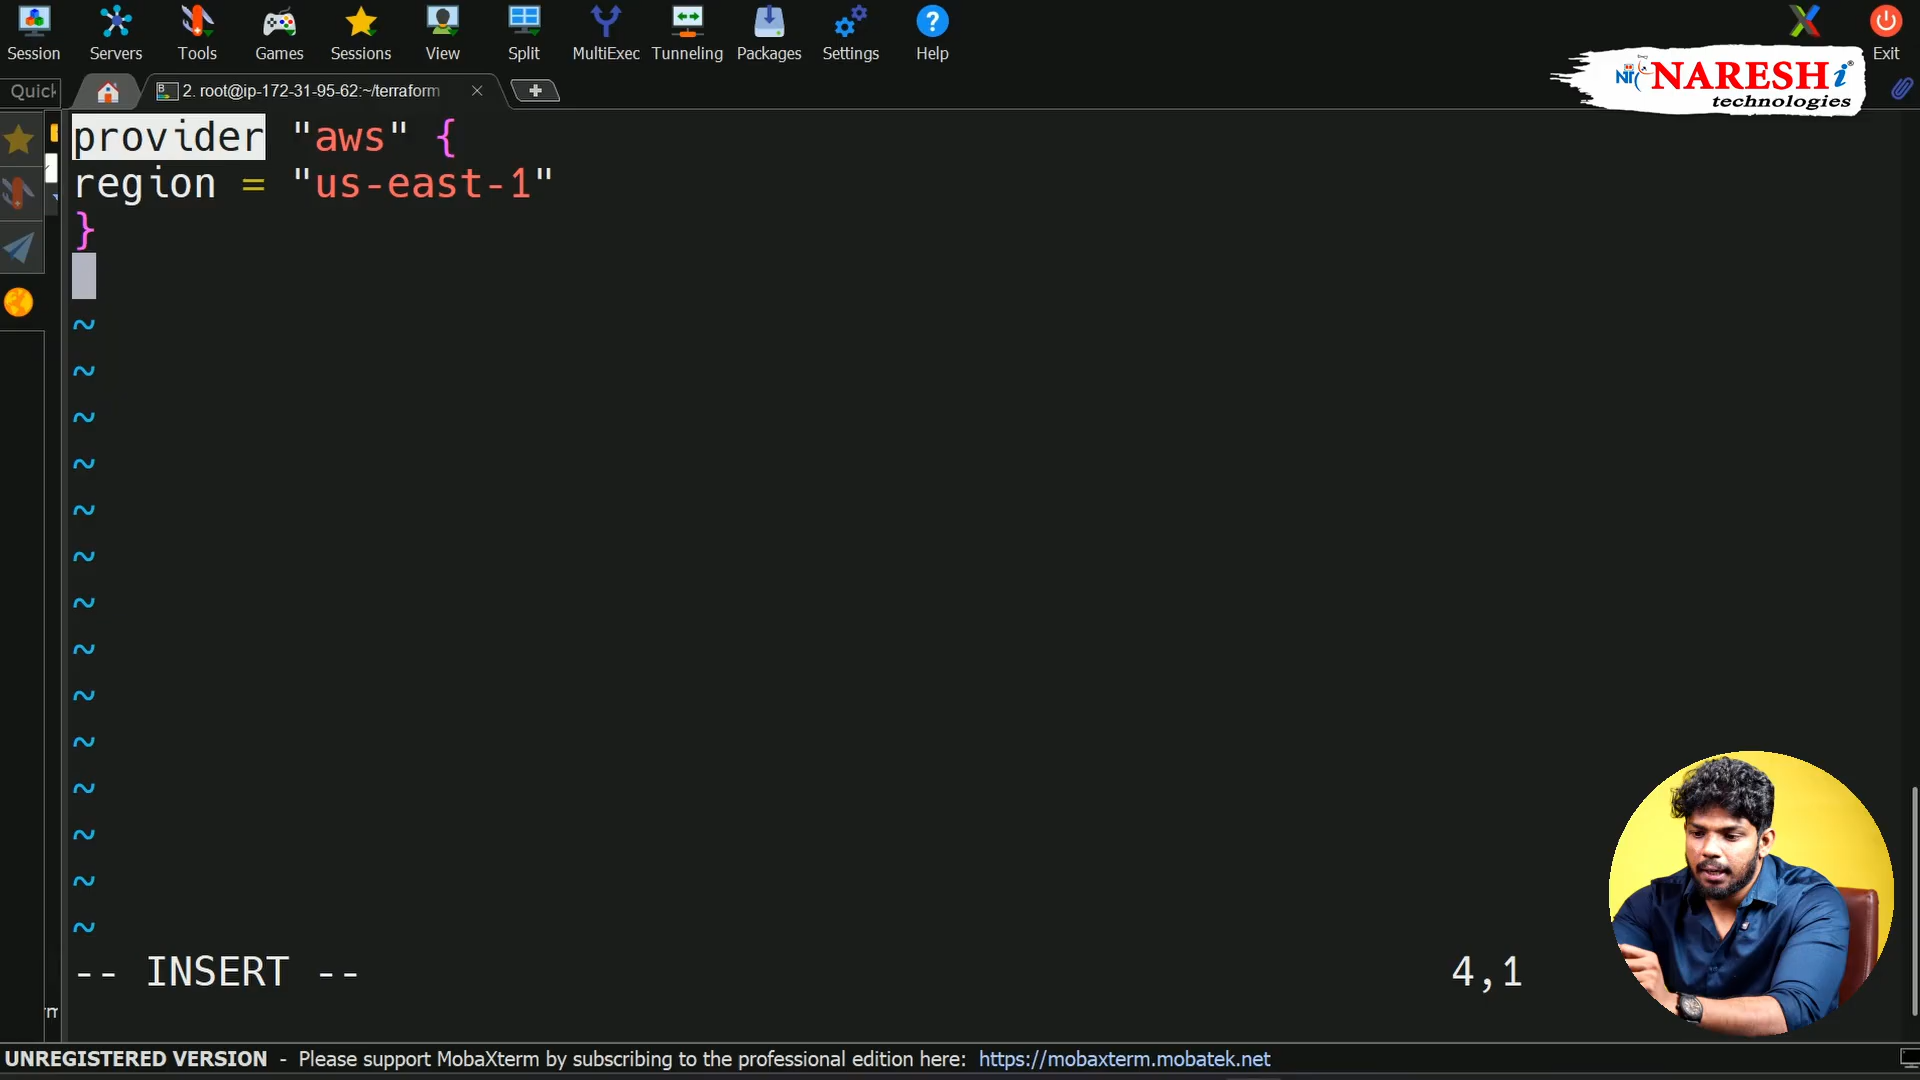 Session Servers Tools Games Sessions View Split MultiExec Tunneling Packages Settings Help Exit
NARESH i
technologies
Quick
2. root@ip-172-31-95-62:~/terraform
provider "aws" {
region = "us-east-1"
}
~
~
~
~
~
~
~
~
~
~
~
~
~
~
-- INSERT -- 4,1
UNREGISTERED VERSION - Please support MobaXterm by subscribing to the professional edition here: https://mobaxterm.mobatek.net